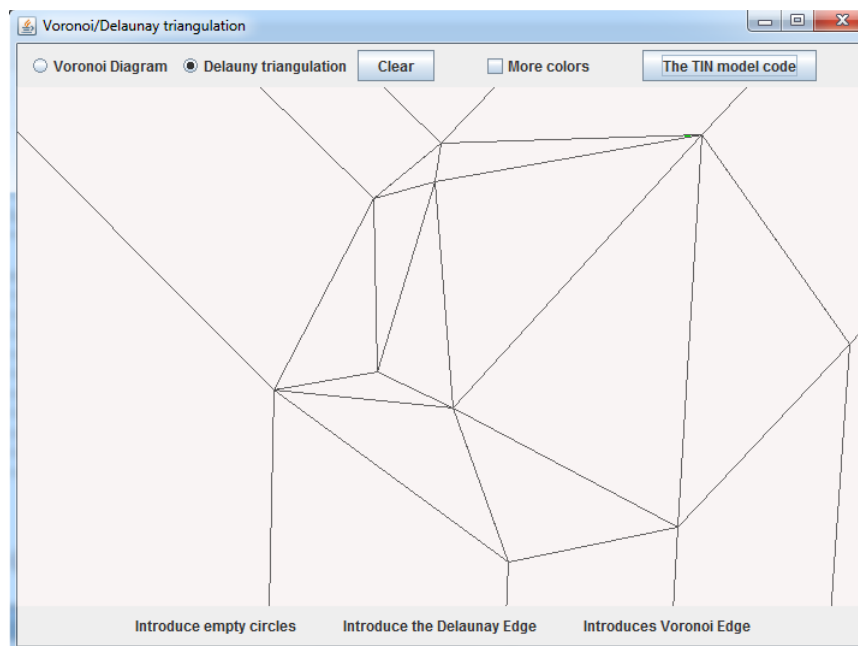 Voronoi/Delaunay triangulation
Voronoi Diagram Delauny triangulation Clear More colors The TIN model code
Introduce empty circles Introduce the Delaunay Edge Introduces Voronoi Edge